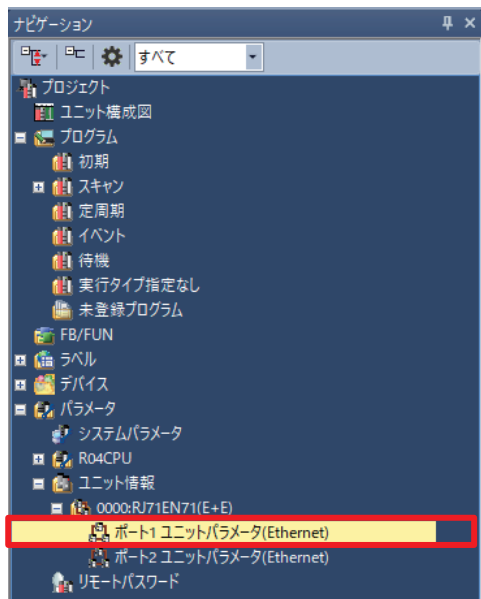 ナビゲーション
すべて
プロジェクト
ユニット構成図
プログラム
初期
スキャン
定周期
イベント
待機
実行タイプ指定なし
未登録プログラム
FB/FUN
ラベル
デバイス
パラメータ
システムパラメータ
R04CPU
ユニット情報
0000:RJ71EN71(E+E)
ポート1 ユニットパラメータ(Ethernet)
ポート2 ユニットパラメータ(Ethernet)
リモートパスワード